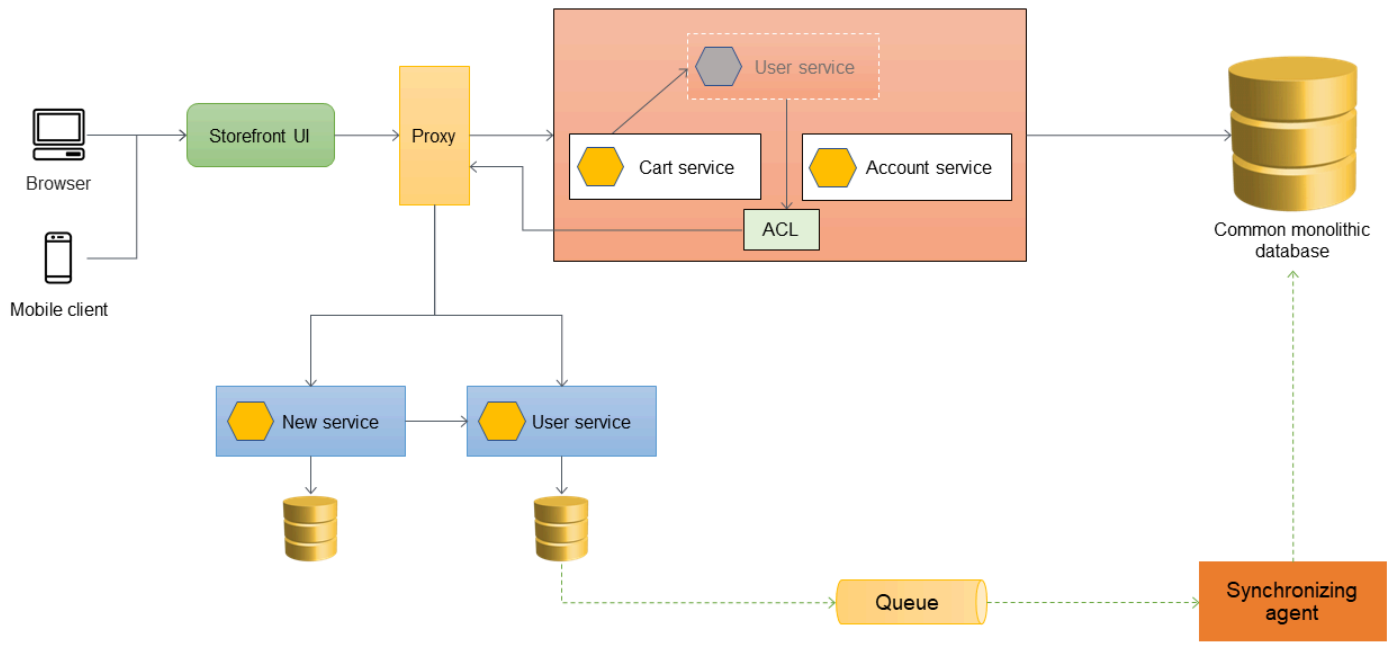 User service
Storefront UI
Proxy
Cart service
Account service
Browser
ACL
Common monolithic
database
Mobile client
New service
User service
Queue
Synchronizing
agent